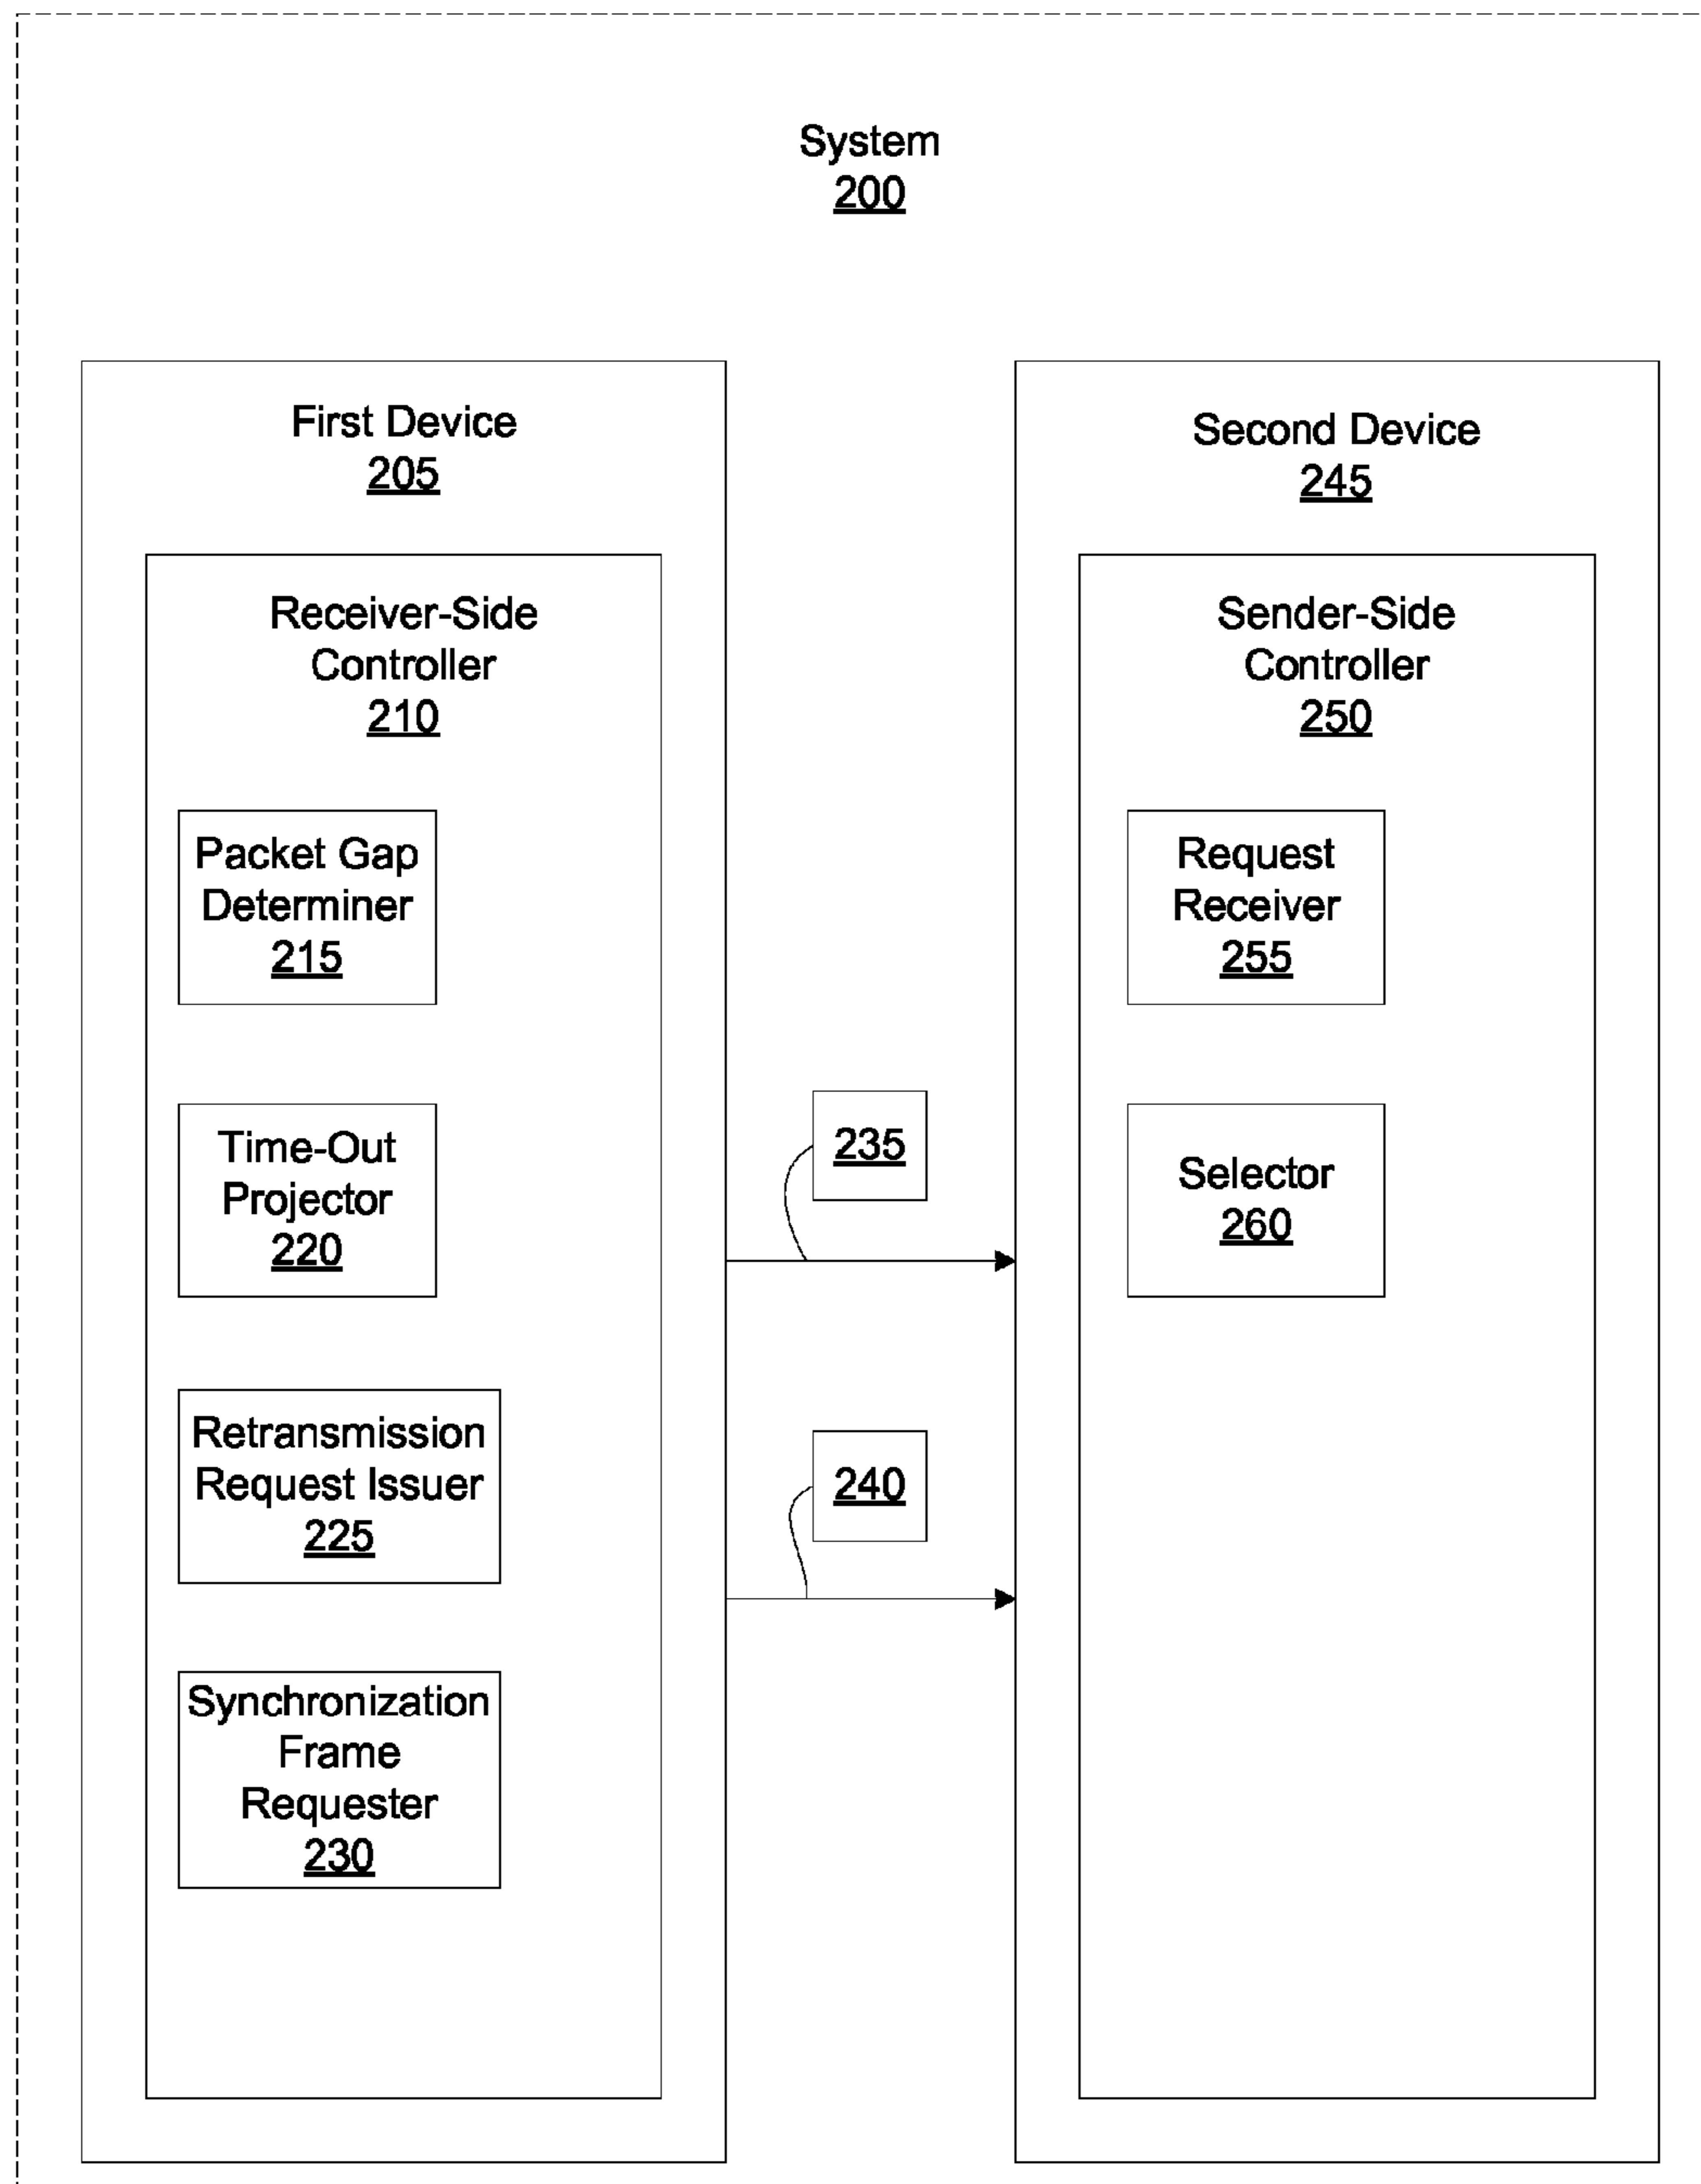 System
200
First Device
205
Receiver-Side
Controller
210
Packet Gap
Determiner
215
Time-Out
Projector
220
Retransmission
Request Issuer
225
Synchronization
Frame
Requester
230
235
240
Second Device
245
Sender-Side
Controller
250
Request
Receiver
255
Selector
260